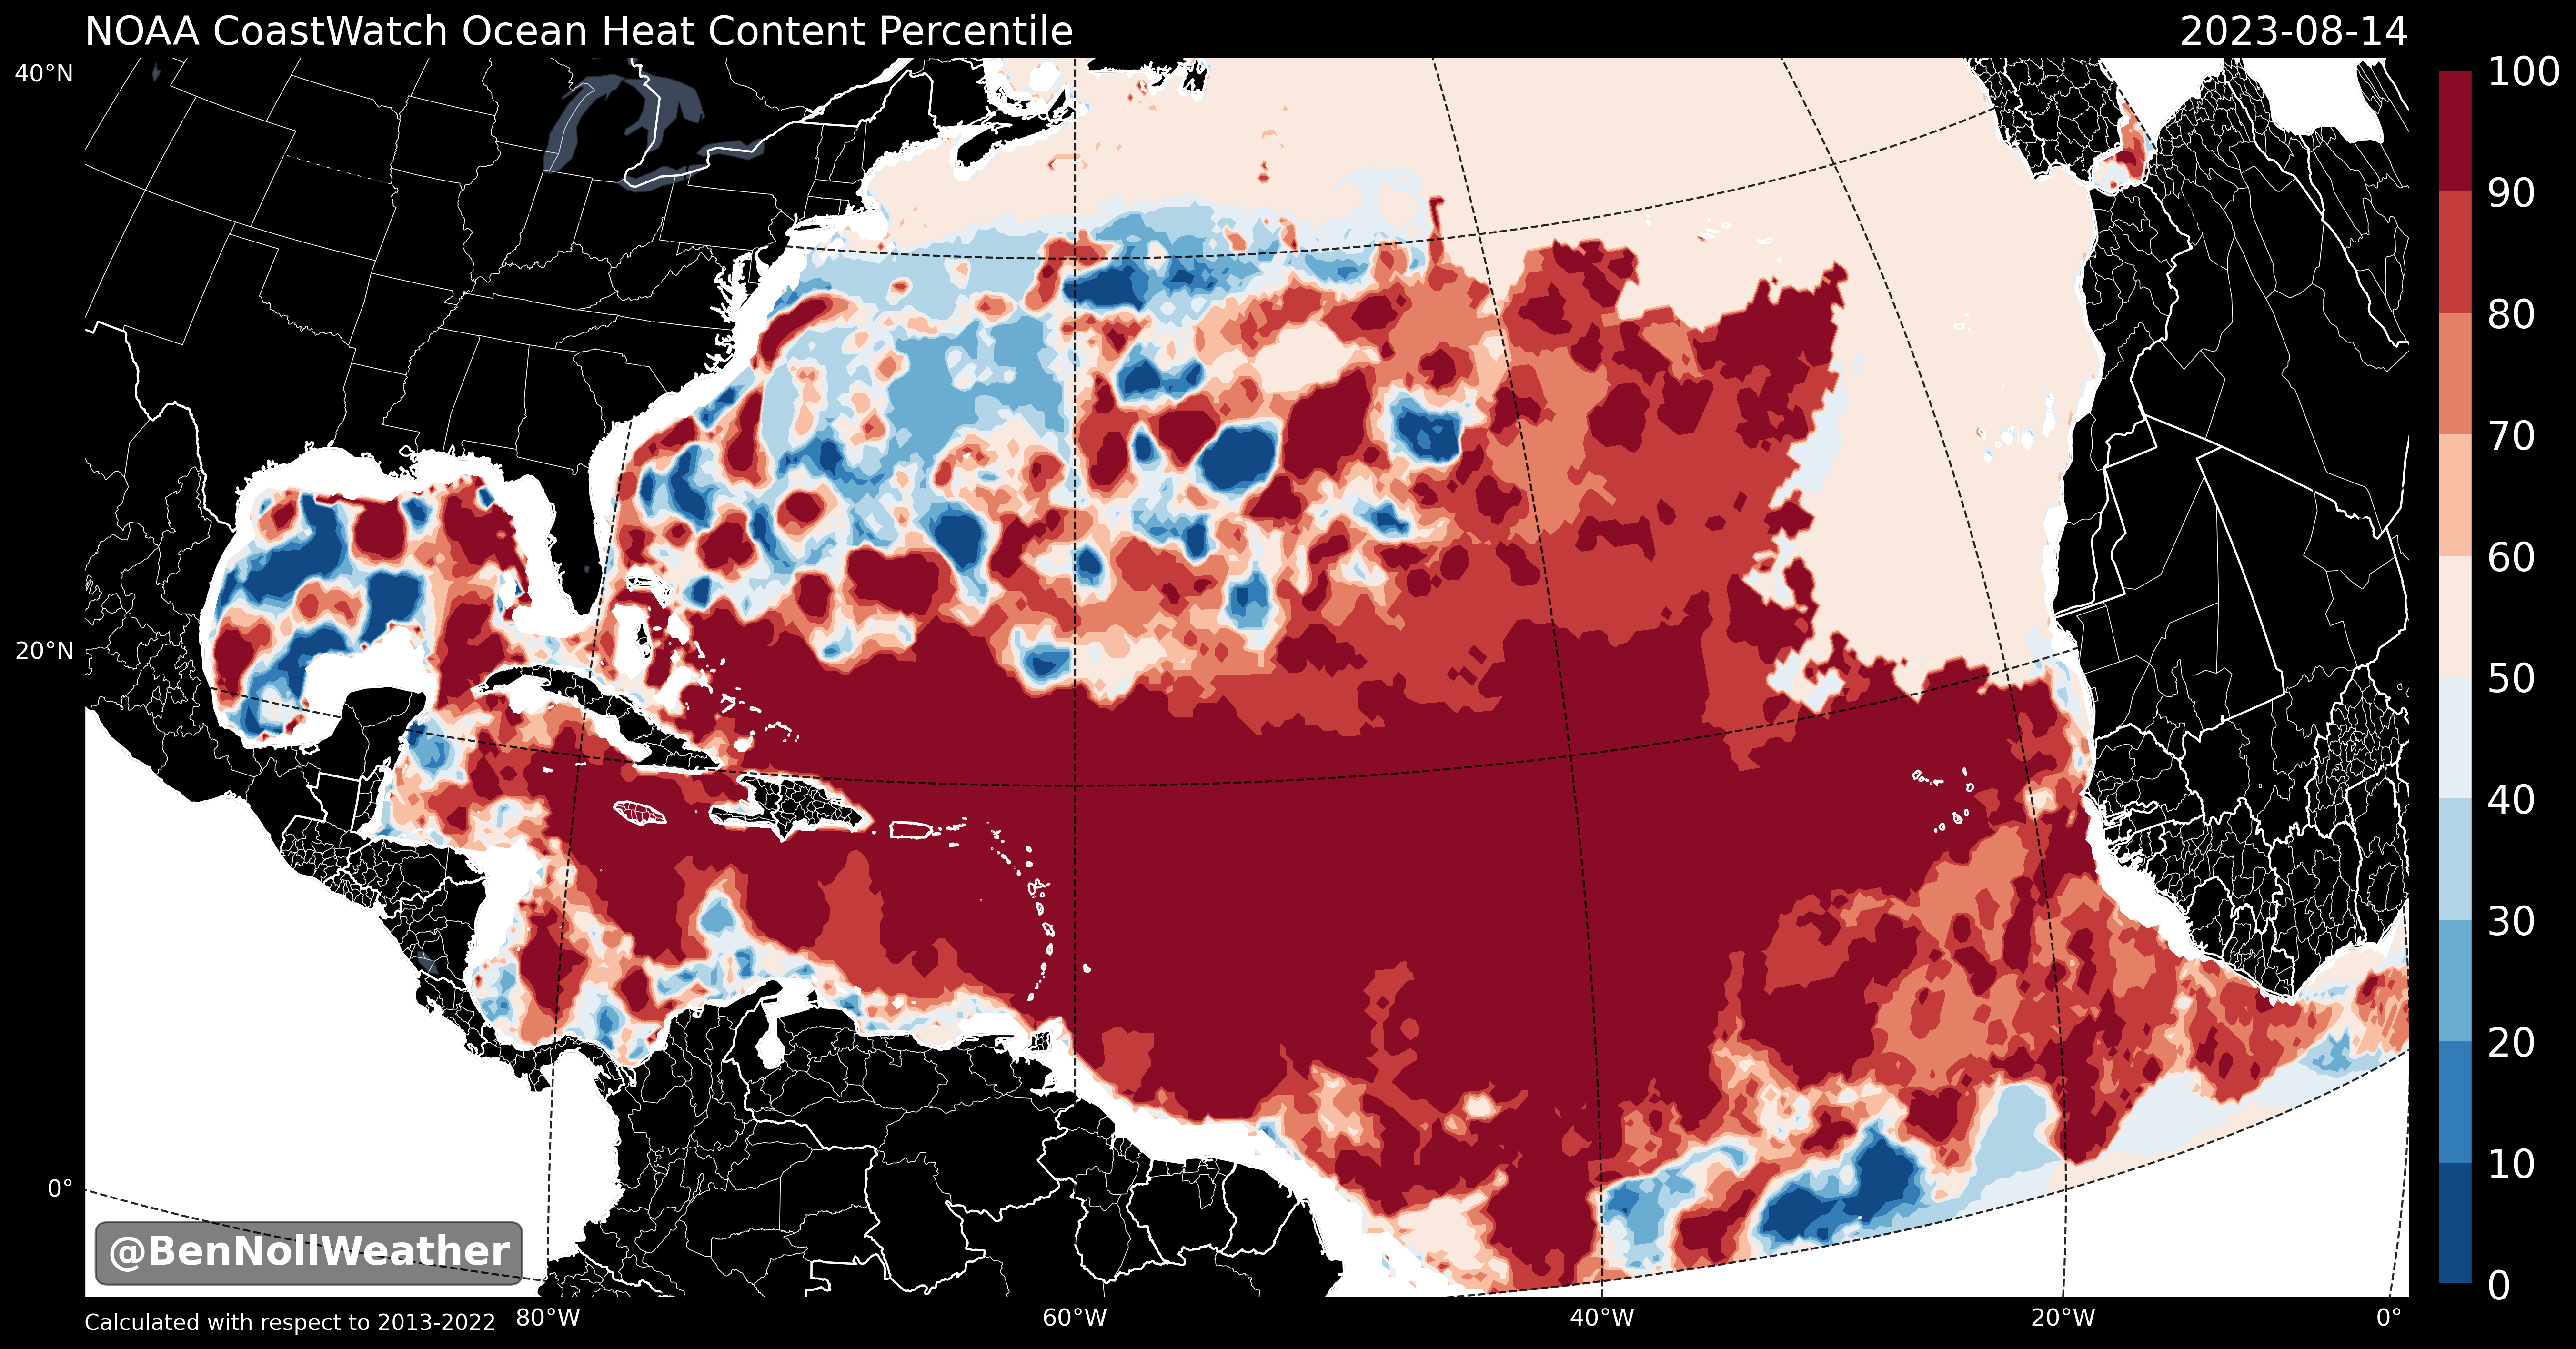 NOAA CoastWatch Ocean Heat Content Percentile
2023-08-14
40°N
20°N
0°
100
90
80
70
60
50
40
30
20
10
0
@BenNollWeather
Calculated with respect to 2013-2022
80°W
60°W
40°W
20°W
0°